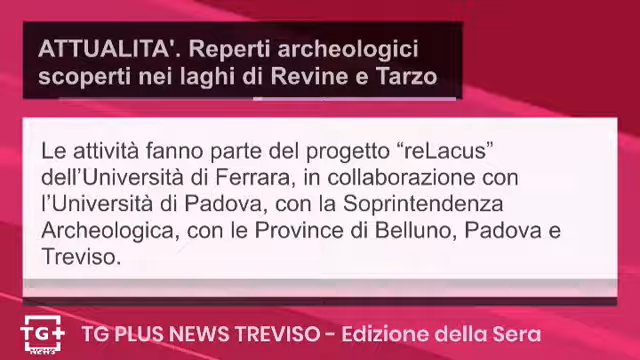 ATTUALITA'. Reperti archeologici
scoperti nei laghi di Revine e Tarzo
Le attività fanno parte del progetto “reLacus”
dell’Università di Ferrara, in collaborazione con
l’Università di Padova, con la Soprintendenza
Archeologica, con le Province di Belluno, Padova e
Treviso.
TG+
NEWS
TG PLUS NEWS TREVISO - Edizione della Sera